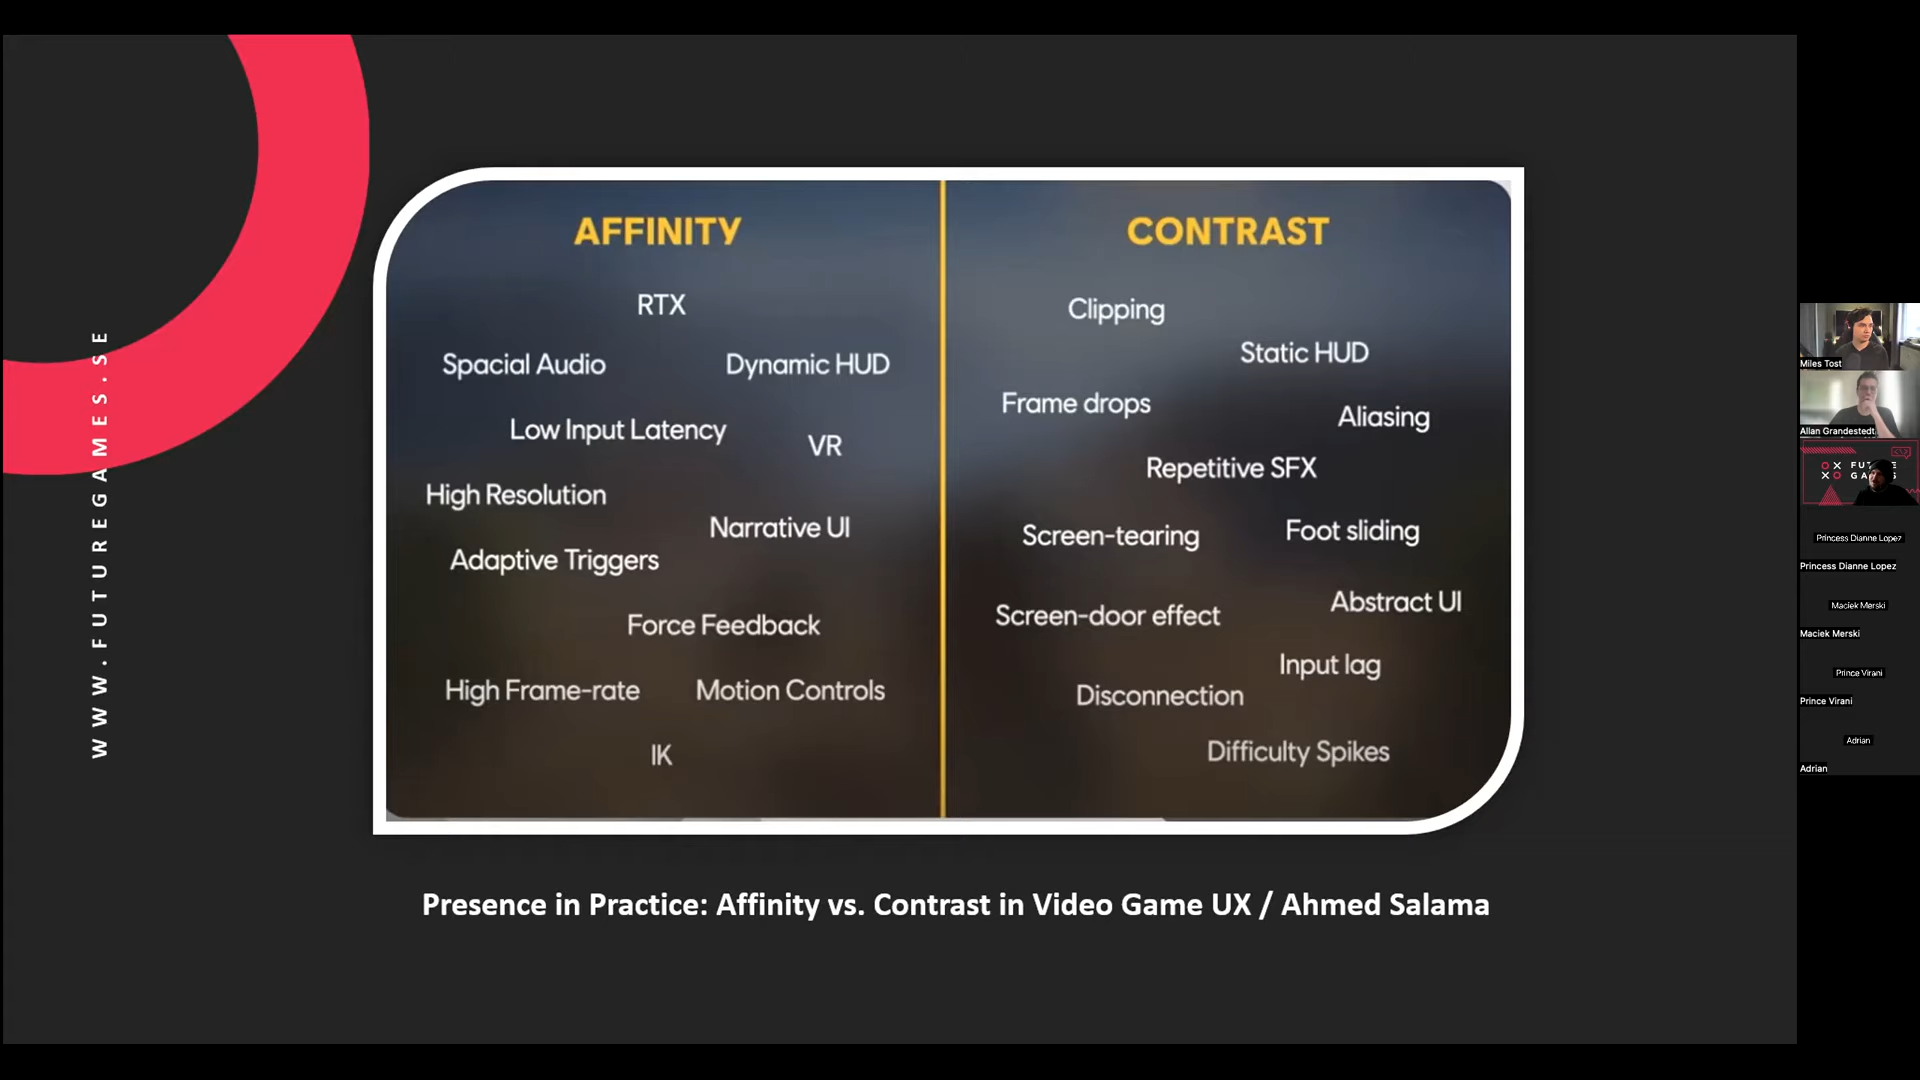 WWW.FUTUREGAMES.SE
AFFINITY
RTX
Spacial Audio
Dynamic HUD
Low Input Latency
VR
High Resolution
Narrative UI
Adaptive Triggers
Force Feedback
High Frame-rate
Motion Controls
IK
CONTRAST
Clipping
Static HUD
Frame drops
Aliasing
Repetitive SFX
Screen-tearing
Foot sliding
Abstract UI
Screen-door effect
Input lag
Disconnection
Difficulty Spikes
Presence in Practice: Affinity vs. Contrast in Video Game UX / Ahmed Salama
Miles Tost
Allan Grandestedt
Princess Dianne Lopez
Princess Dianne Lopez
Maciek Merski
Maciek Merski
Prince Virani
Prince Virani
Adrian
Adrian